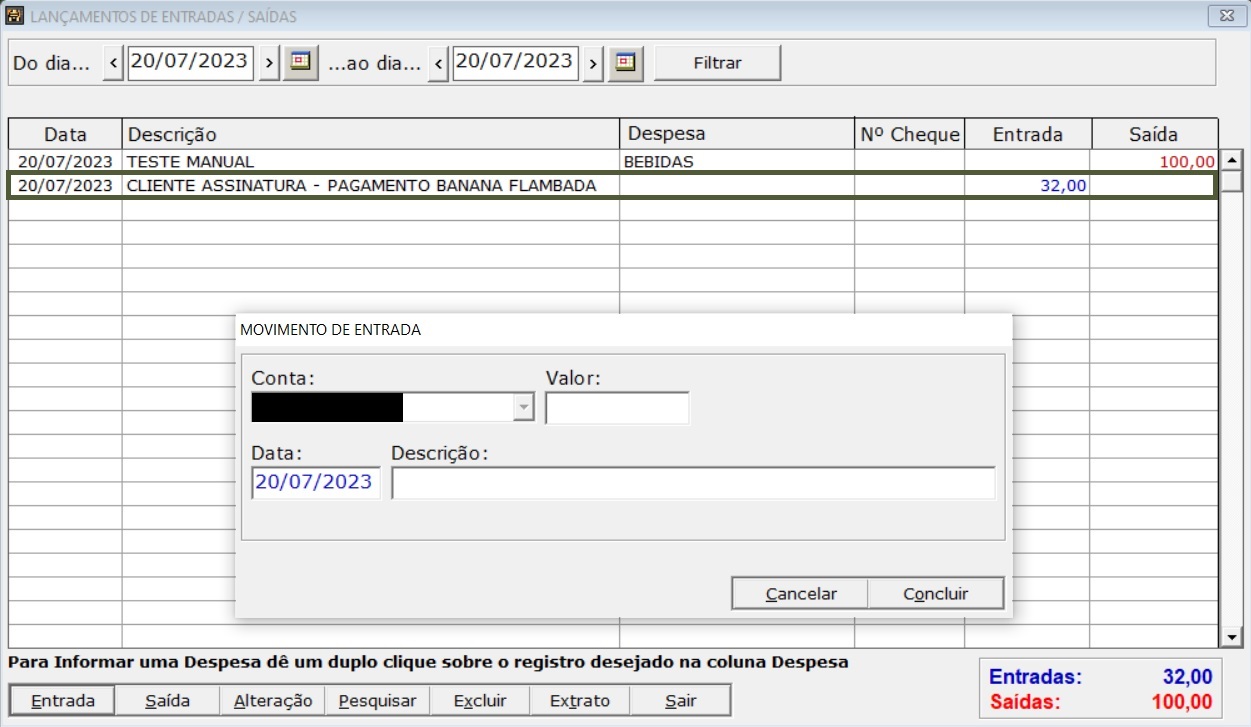 LANÇAMENTOS DE ENTRADAS / SAÍDAS
Do dia... < 20/07/2023 > ...ao dia... < 20/07/2023 > Filtrar
Data Descrição Despesa Nº Cheque Entrada Saída
20/07/2023 TESTE MANUAL BEBIDAS 100,00
20/07/2023 CLIENTE ASSINATURA - PAGAMENTO BANANA FLAMBADA 32,00
MOVIMENTO DE ENTRADA
Conta: Valor:
Data: Descrição:
20/07/2023
Cancelar Concluir
Para Informar uma Despesa dê um duplo clique sobre o registro desejado na coluna Despesa
Entrada Saída Alteração Pesquisar Excluir Extrato Sair
Entradas: 32,00
Saídas: 100,00